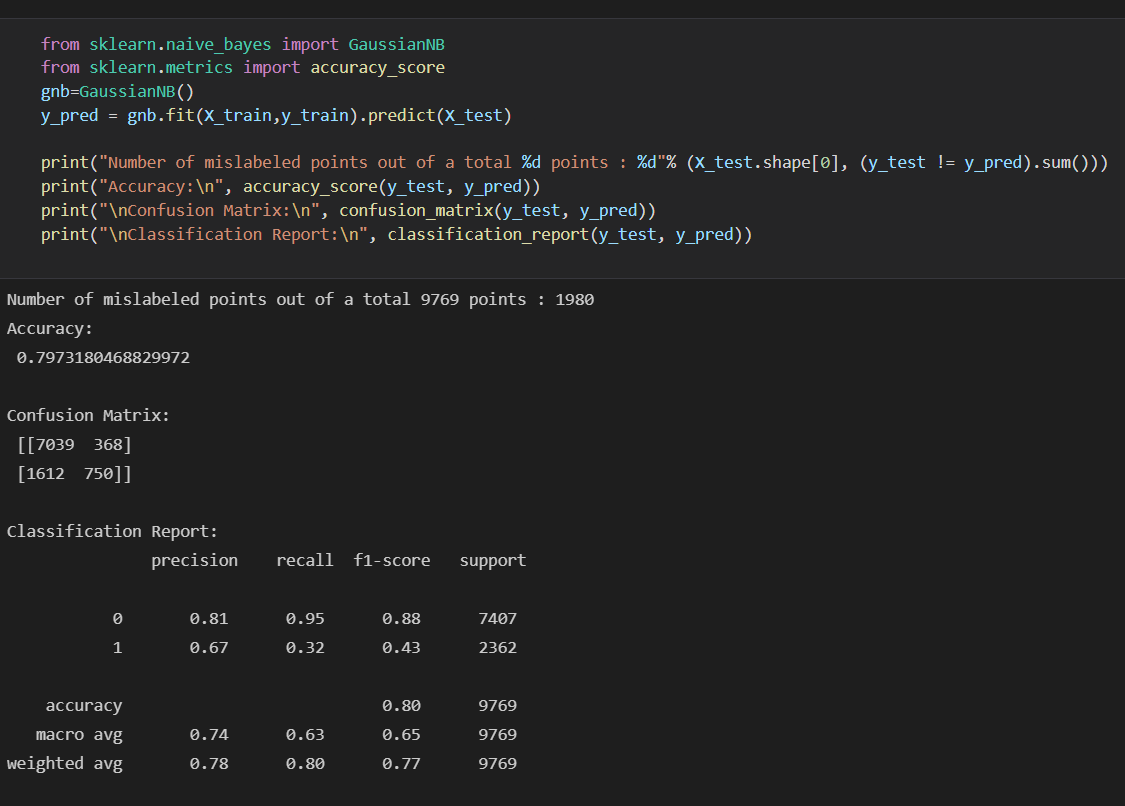 from sklearn.naive_bayes import GaussianNB
from sklearn.metrics import accuracy_score
gnb=GaussianNB()
y_pred = gnb.fit(X_train,y_train).predict(X_test)
print("Number of mislabeled points out of a total %d points : %d"% (X_test.shape[0], (y_test != y_pred).sum()))
print("Accuracy:\n", accuracy_score(y_test, y_pred))
print("\nConfusion Matrix:\n", confusion_matrix(y_test, y_pred))
print("\nClassification Report:\n", classification_report(y_test, y_pred))
Number of mislabeled points out of a total 9769 points : 1980
Accuracy:
 0.7973180468829972
Confusion Matrix:
 [[7039  368]
 [1612  750]]
Classification Report:
               precision    recall  f1-score   support
           0       0.81      0.95      0.88      7407
           1       0.67      0.32      0.43      2362
    accuracy                           0.80      9769
   macro avg       0.74      0.63      0.65      9769
weighted avg       0.78      0.80      0.77      9769